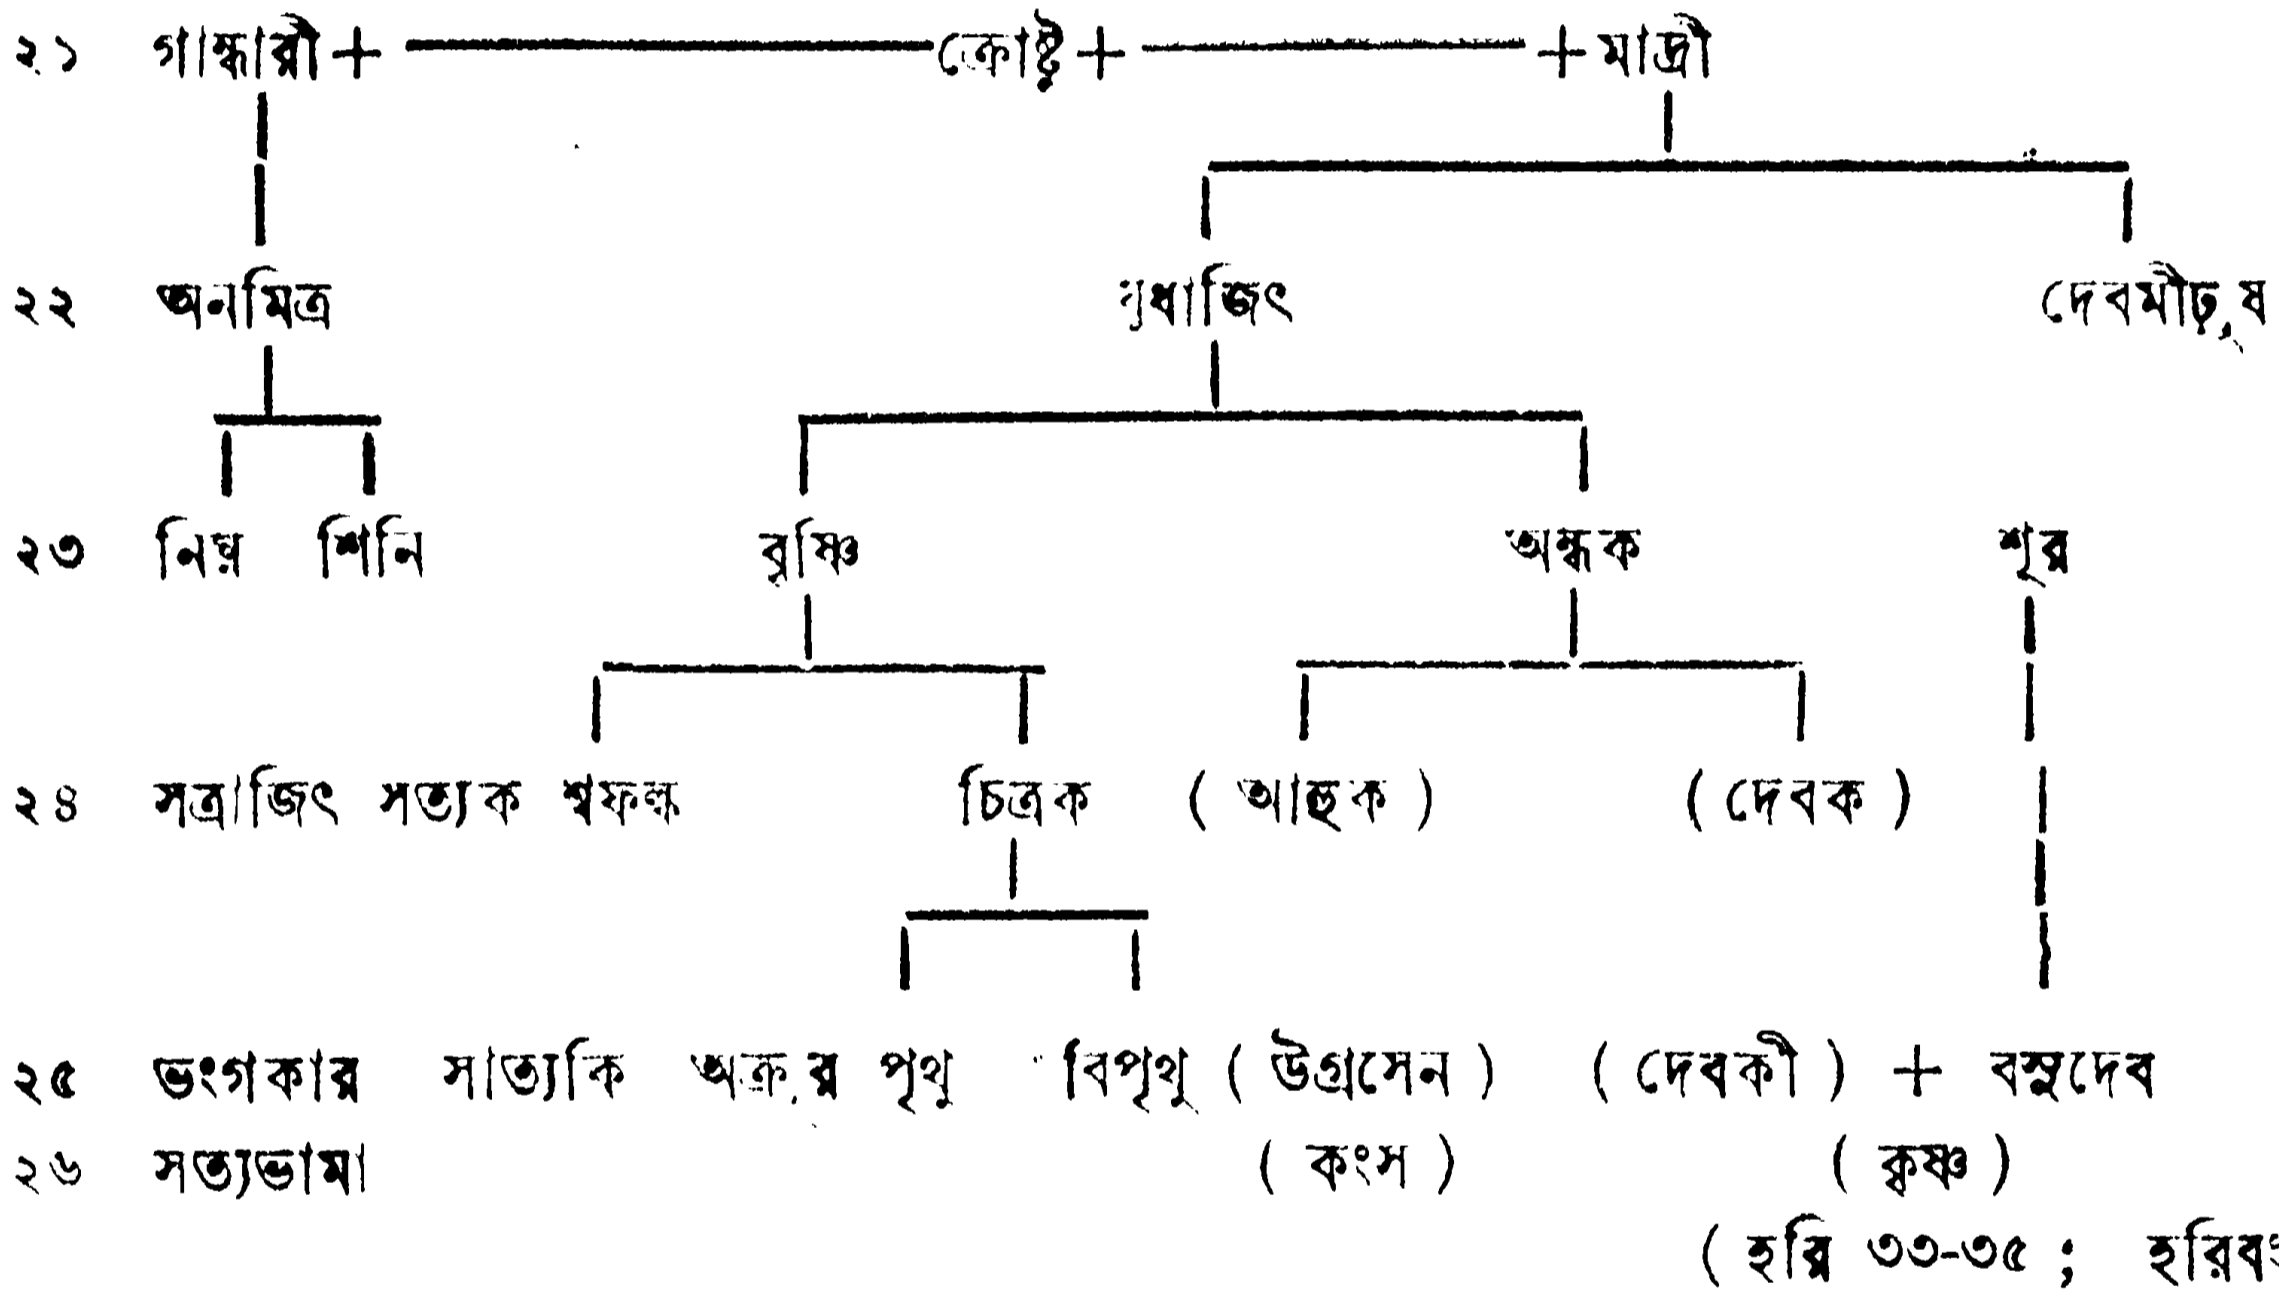 ২১ গান্ধারী + ক্রোষ্টু + + মাদ্রী
২২ অনমিত্র যুধাজিৎ দেবমীঢ়ুষ
২৩ নিঘ্ন শিনি বৃষ্ণি অন্ধক শূর
২৪ সত্রাজিৎ সত্যক শ্বফল্ক চিত্রক ( আহুক ) ( দেবক )
২৫ ভংগকার সাত্যকি অক্রূর পৃথু বিপৃথু ( উগ্রসেন ) ( দেবকী ) + বসুদেব
২৬ সত্যভামা ( কংস ) ( কৃষ্ণ )
( হরি ৩৩-৩৫ ; হরিবং